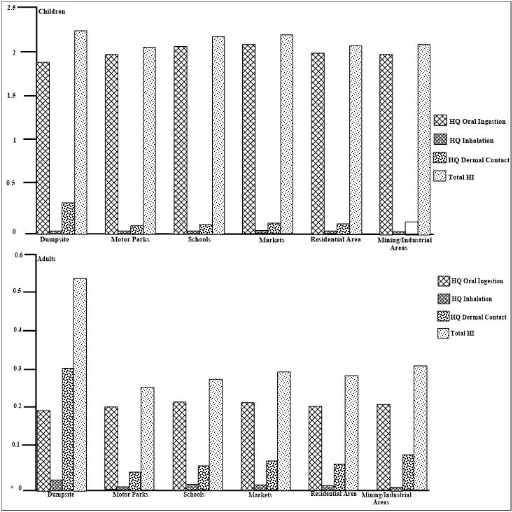 Children
2.5
2
1.5
1
0.5
0
Dumpsite Motor Parks Schools Markets Residential Area Mining/Industrial
Areas
HQ Oral Ingestion
HQ Inhalation
HQ Dermal Contact
Total HI
Adults
0.6
0.5
0.4
0.3
0.2
0.1
0
Dumpsite Motor Parks Schools Markets Residential Area Mining/Industrial
Areas
HQ Oral Ingestion
HQ Inhalation
HQ Dermal Contact
Total HI